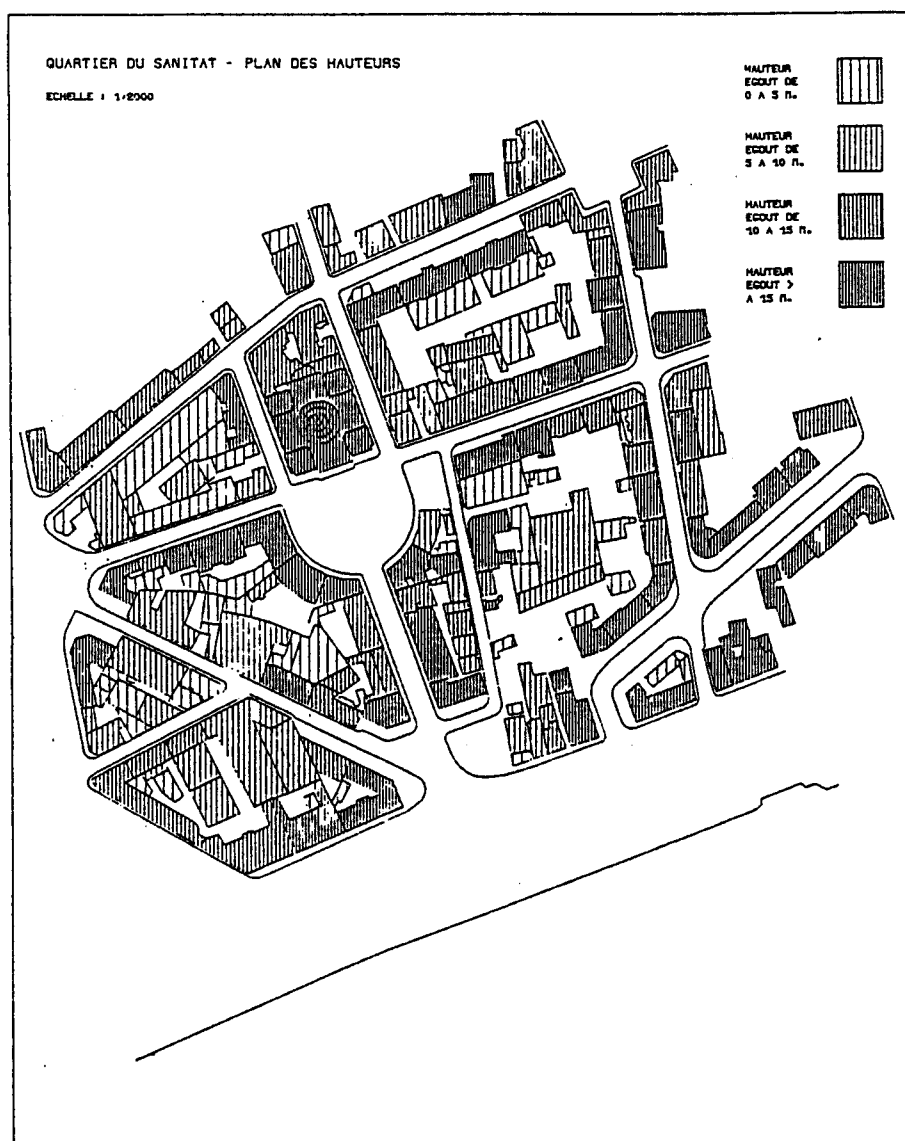 QUARTIER DU SANITAT - PLAN DES HAUTEURS
ECHELLE : 1/2000
HAUTEUR
EGOUT DE
0 A 5 M.
HAUTEUR
EGOUT DE
5 A 10 M.
HAUTEUR
EGOUT DE
10 A 15 M.
HAUTEUR
EGOUT >
A 15 M.